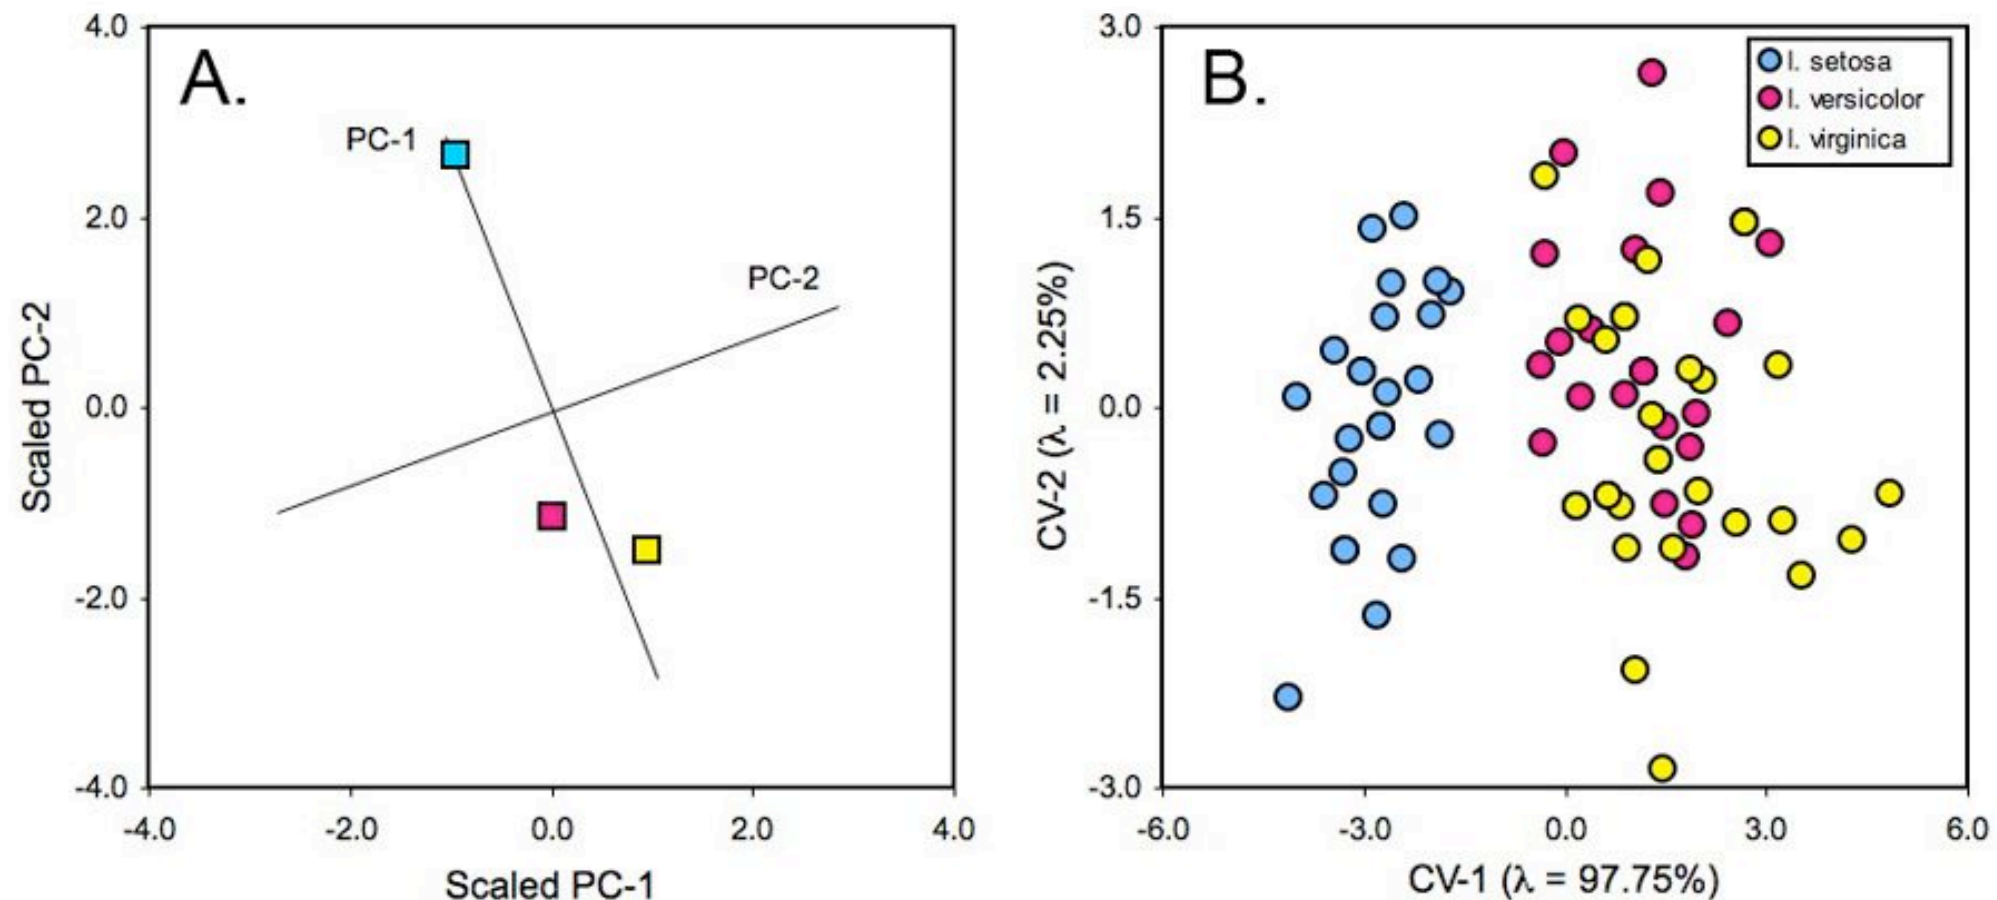 A.
4.0
2.0
0.0
-2.0
-4.0
Scaled PC-2
PC-1
PC-2
-4.0 -2.0 0.0 2.0 4.0
Scaled PC-1
B.
3.0
1.5
0.0
-1.5
-3.0
CV-2 (λ = 2.25%)
I. setosa
I. versicolor
I. virginica
-6.0 -3.0 0.0 3.0 6.0
CV-1 (λ = 97.75%)